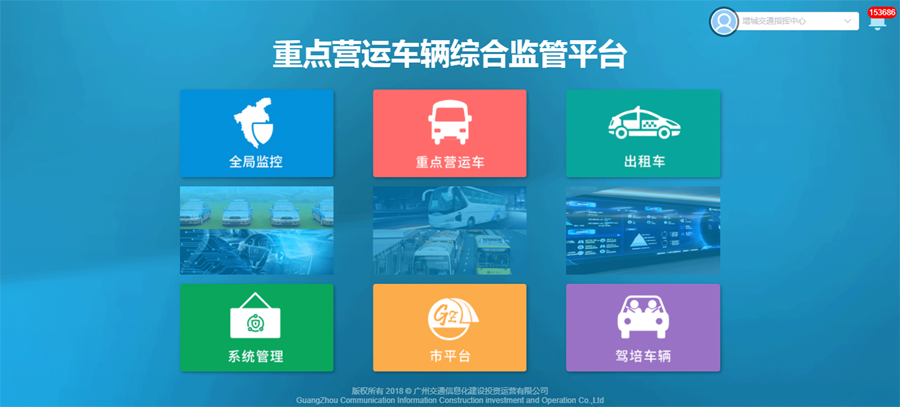 153686
增城交通指挥中心
重点营运车辆综合监管平台
全局监控
重点营运车
出租车
系统管理
GZ
市平台
驾培车辆
版权所有 2018 © 广州交通信息化建设投资运营有限公司
GuangZhou Communication Information Construction investment and Operation Co.,Ltd